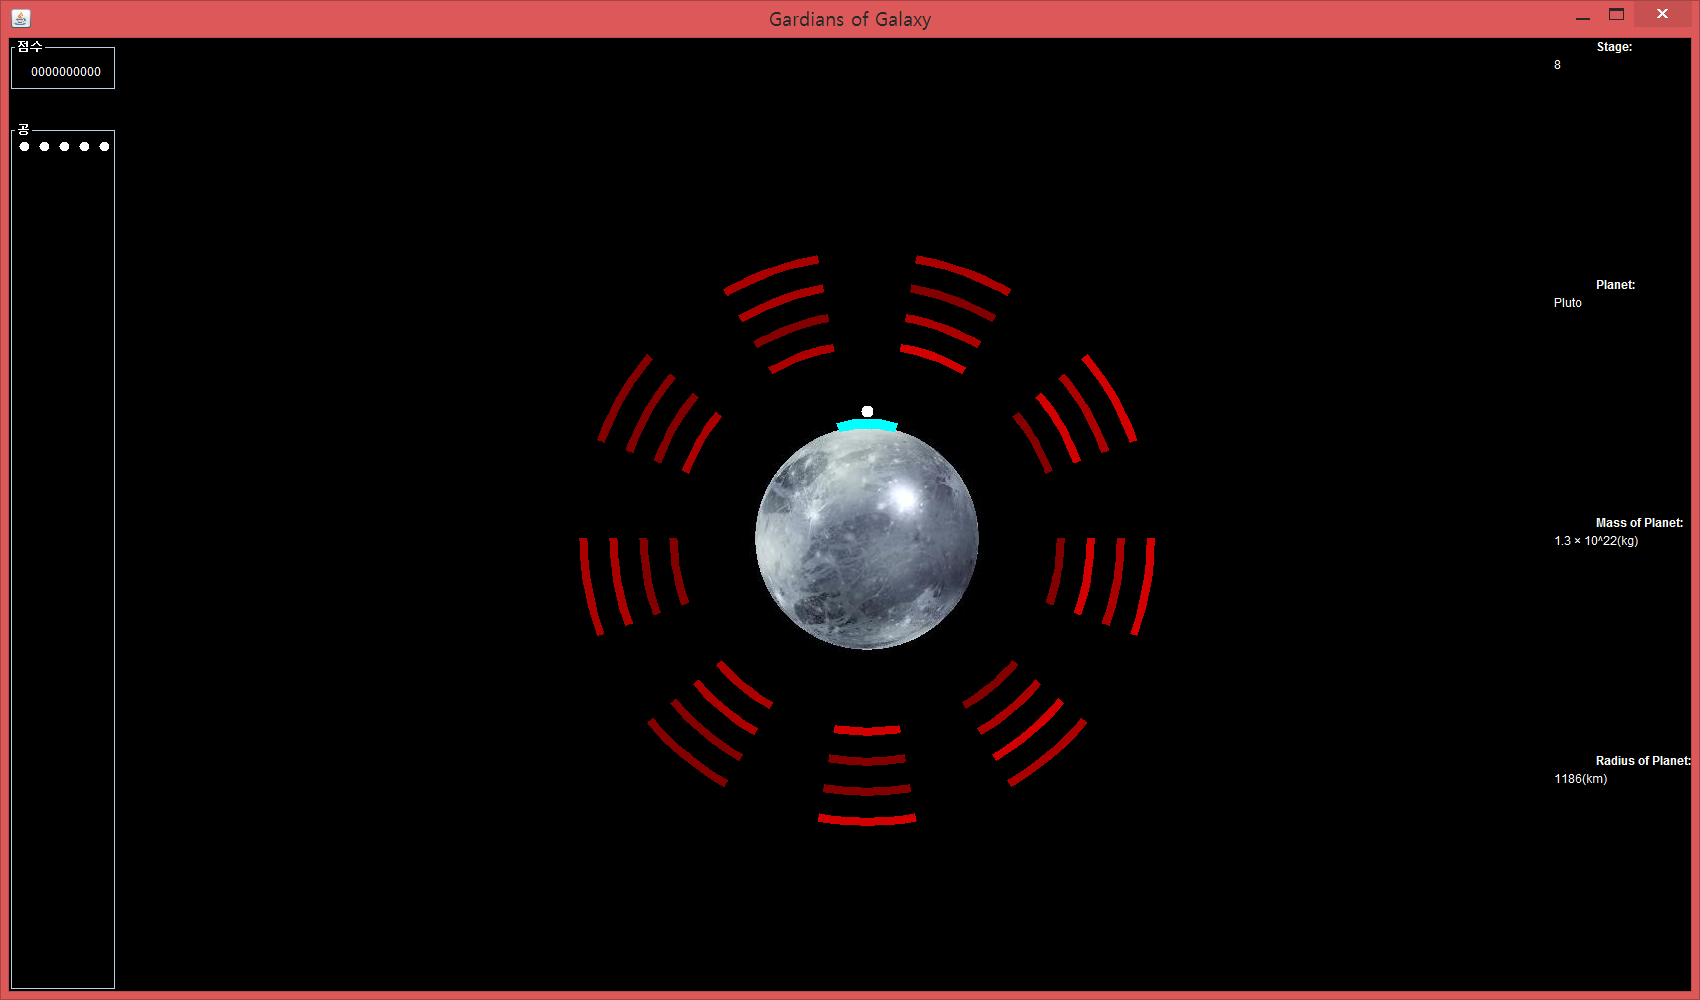 Gardians of Galaxy
점수
0000000000
공
Stage:
8
Planet:
Pluto
Mass of Planet:
1.3 × 10^22(kg)
Radius of Planet:
1186(km)